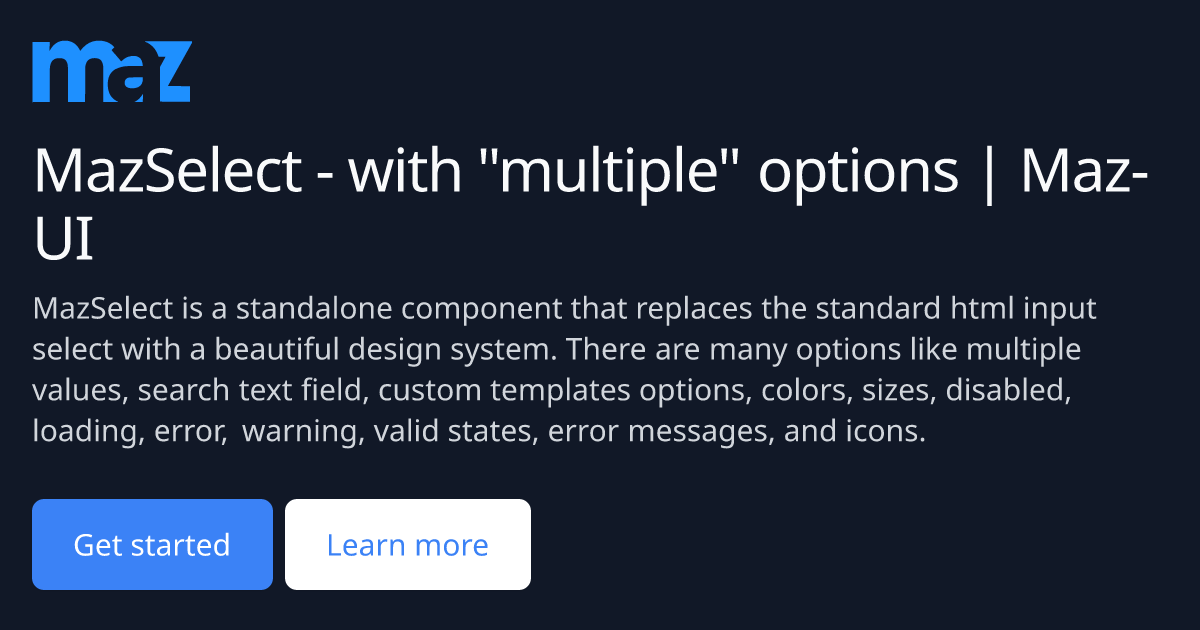 maz
MazSelect - with "multiple" options | Maz-
UI
MazSelect is a standalone component that replaces the standard html input
select with a beautiful design system. There are many options like multiple
values, search text field, custom templates options, colors, sizes, disabled,
loading, error,  warning, valid states, error messages, and icons.
Get started
Learn more